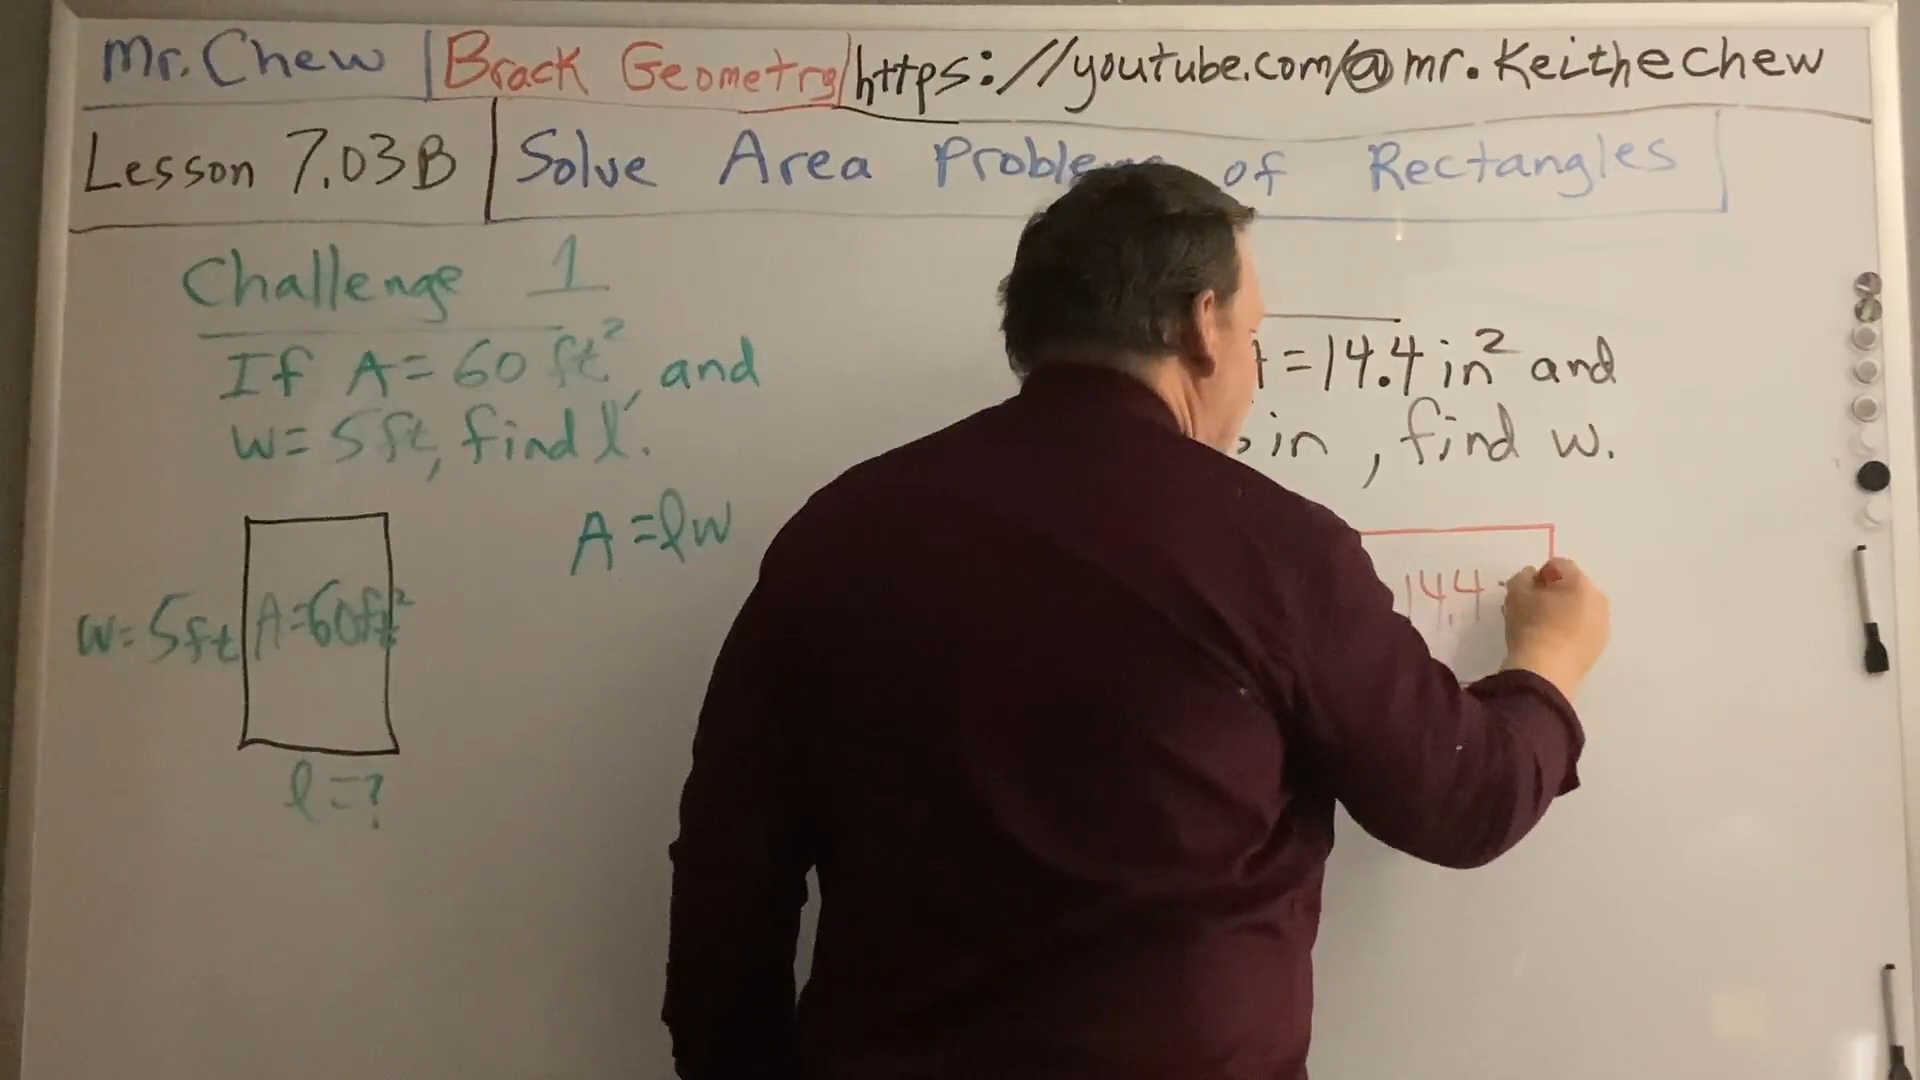 Mr. Chew | Brack Geometry | https://youtube.com/@mr.keithechew
Lesson 7.03B | Solve Area Problems of Rectangles
Challenge 1
If A = 60 ft², and
w = 5 ft, find l.
A = lw
w = 5 ft
A = 60 ft²
l = ?
= 14.4 in² and
in, find w.
14.4